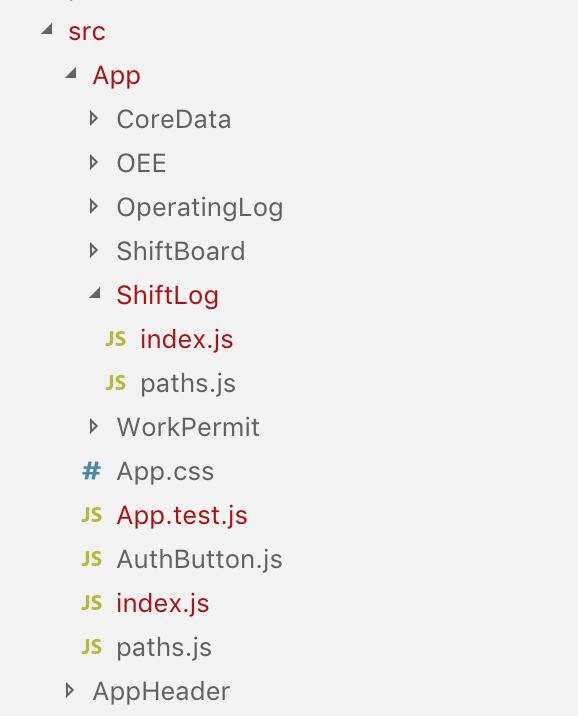 src
App
CoreData
OEE
OperatingLog
ShiftBoard
ShiftLog
JS index.js
JS paths.js
WorkPermit
# App.css
JS App.test.js
JS AuthButton.js
JS index.js
JS paths.js
AppHeader